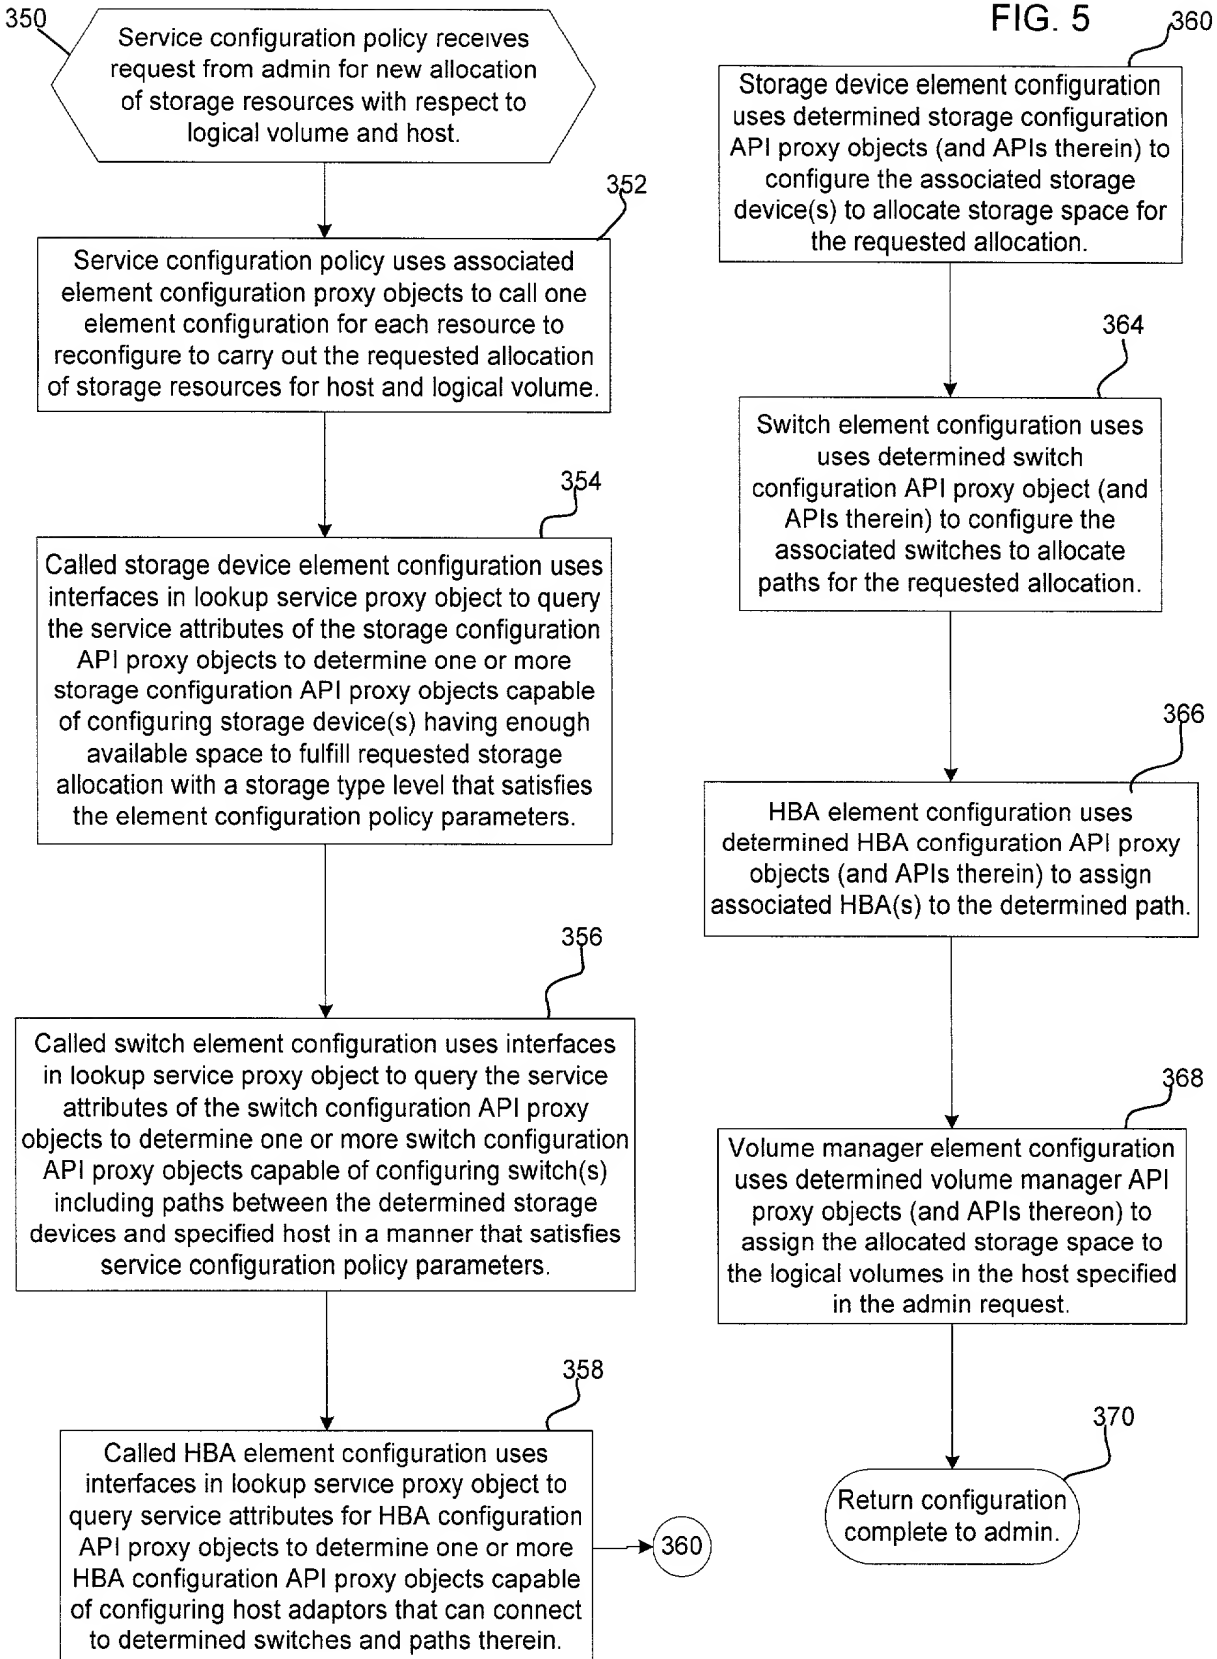 FIG. 5
350
Service configuration policy receives
request from admin for new allocation
of storage resources with respect to
logical volume and host.
352
Service configuration policy uses associated
element configuration proxy objects to call one
element configuration for each resource to
reconfigure to carry out the requested allocation
of storage resources for host and logical volume.
354
Called storage device element configuration uses
interfaces in lookup service proxy object to query
the service attributes of the storage configuration
API proxy objects to determine one or more
storage configuration API proxy objects capable
of configuring storage device(s) having enough
available space to fulfill requested storage
allocation with a storage type level that satisfies
the element configuration policy parameters.
356
Called switch element configuration uses interfaces
in lookup service proxy object to query the service
attributes of the switch configuration API proxy
objects to determine one or more switch configuration
API proxy objects capable of configuring switch(s)
including paths between the determined storage
devices and specified host in a manner that satisfies
service configuration policy parameters.
358
Called HBA element configuration uses
interfaces in lookup service proxy object to
query service attributes for HBA configuration
API proxy objects to determine one or more
HBA configuration API proxy objects capable
of configuring host adaptors that can connect
to determined switches and paths therein.
360
360
Storage device element configuration
uses determined storage configuration
API proxy objects (and APIs therein) to
configure the associated storage
device(s) to allocate storage space for
the requested allocation.
364
Switch element configuration uses
uses determined switch
configuration API proxy object (and
APIs therein) to configure the
associated switches to allocate
paths for the requested allocation.
366
HBA element configuration uses
determined HBA configuration API proxy
objects (and APIs therein) to assign
associated HBA(s) to the determined path.
368
Volume manager element configuration
uses determined volume manager API
proxy objects (and APIs thereon) to
assign the allocated storage space to
the logical volumes in the host specified
in the admin request.
370
Return configuration
complete to admin.